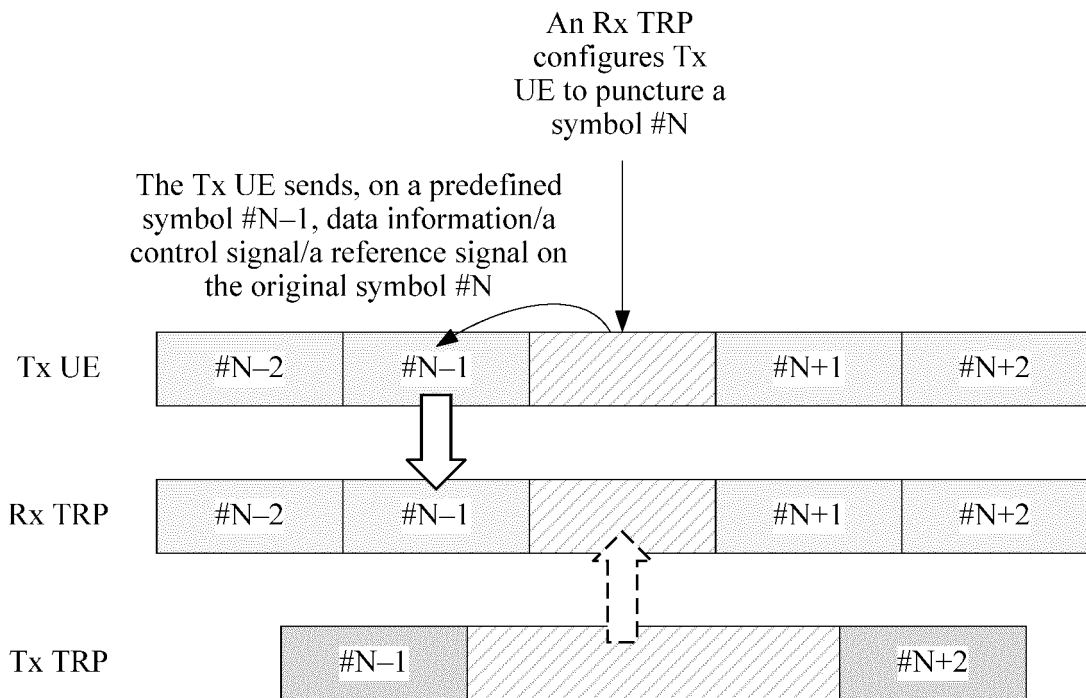 An Rx TRP
configures Tx
UE to puncture a
symbol #N
The Tx UE sends, on a predefined
symbol #N–1, data information/a
control signal/a reference signal on
the original symbol #N
Tx UE
#N–2
#N–1
#N+1
#N+2
Rx TRP
#N–2
#N–1
#N+1
#N+2
Tx TRP
#N–1
#N+2